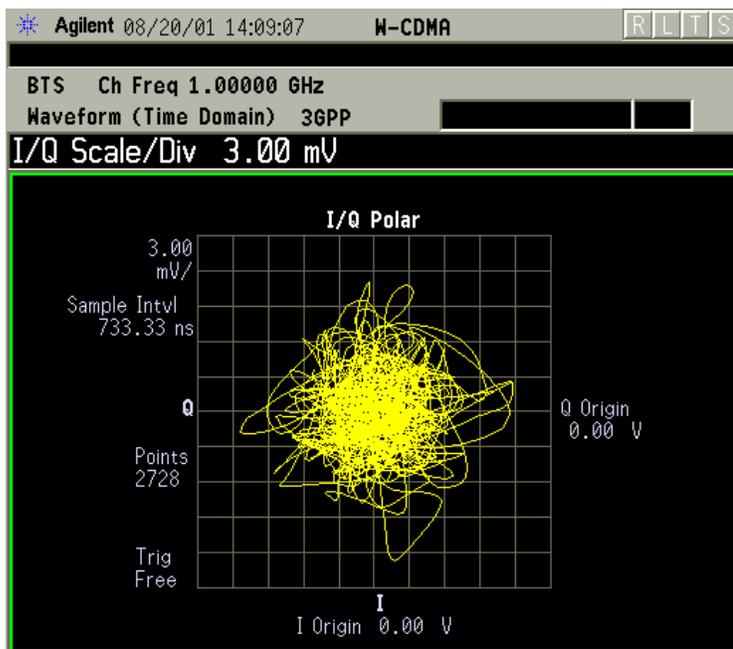 Agilent 08/20/01 14:09:07 W-CDMA R L T S
BTS Ch Freq 1.00000 GHz
Waveform (Time Domain) 3GPP
I/Q Scale/Div 3.00 mV
I/Q Polar
3.00
mV/
Sample Intvl
733.33 ns
Q
Q Origin
0.00 V
Points
2728
Trig
Free
I
I Origin 0.00 V